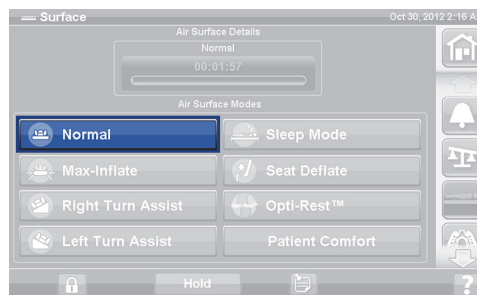 Surface
Oct 30, 2012 2:16 A
Air Surface Details
Normal
00:01:57
Air Surface Modes
Normal
Sleep Mode
Max-Inflate
Seat Deflate
Right Turn Assist
Opti-Rest™
Left Turn Assist
Patient Comfort
Hold
?